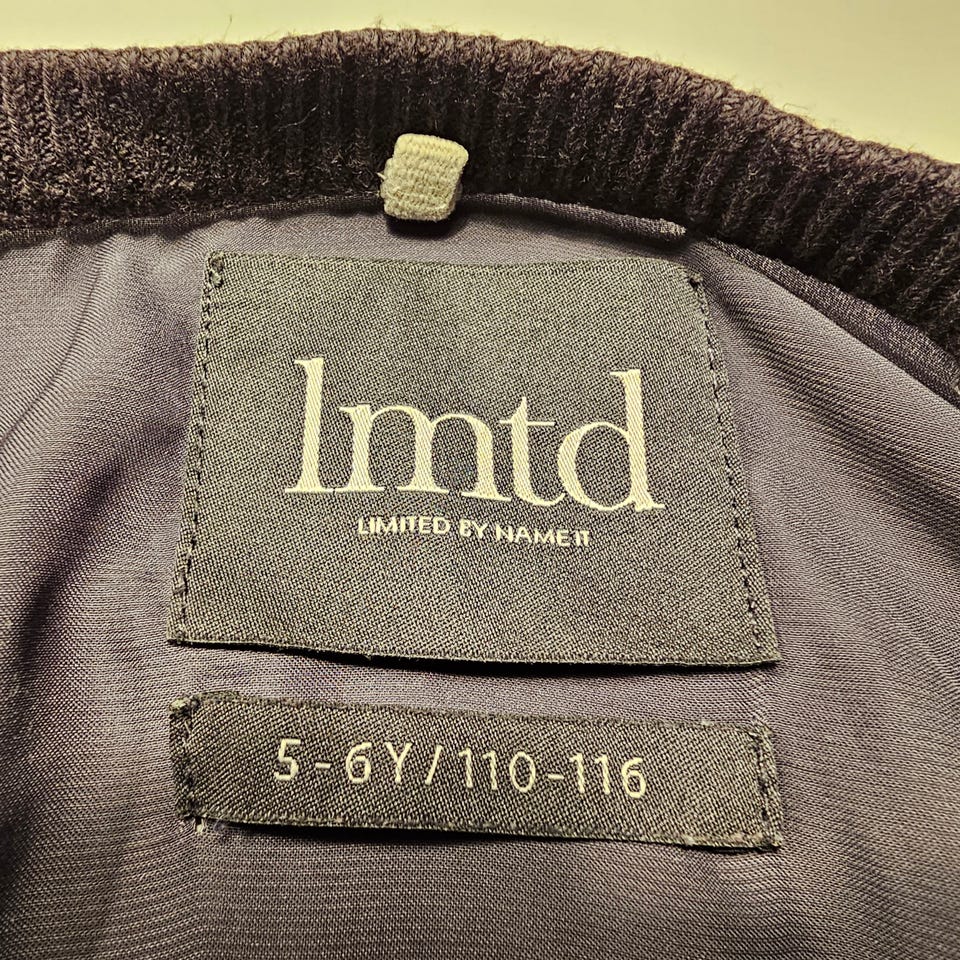 lmtd
LIMITED BY NAME IT
5-6Y/110-116